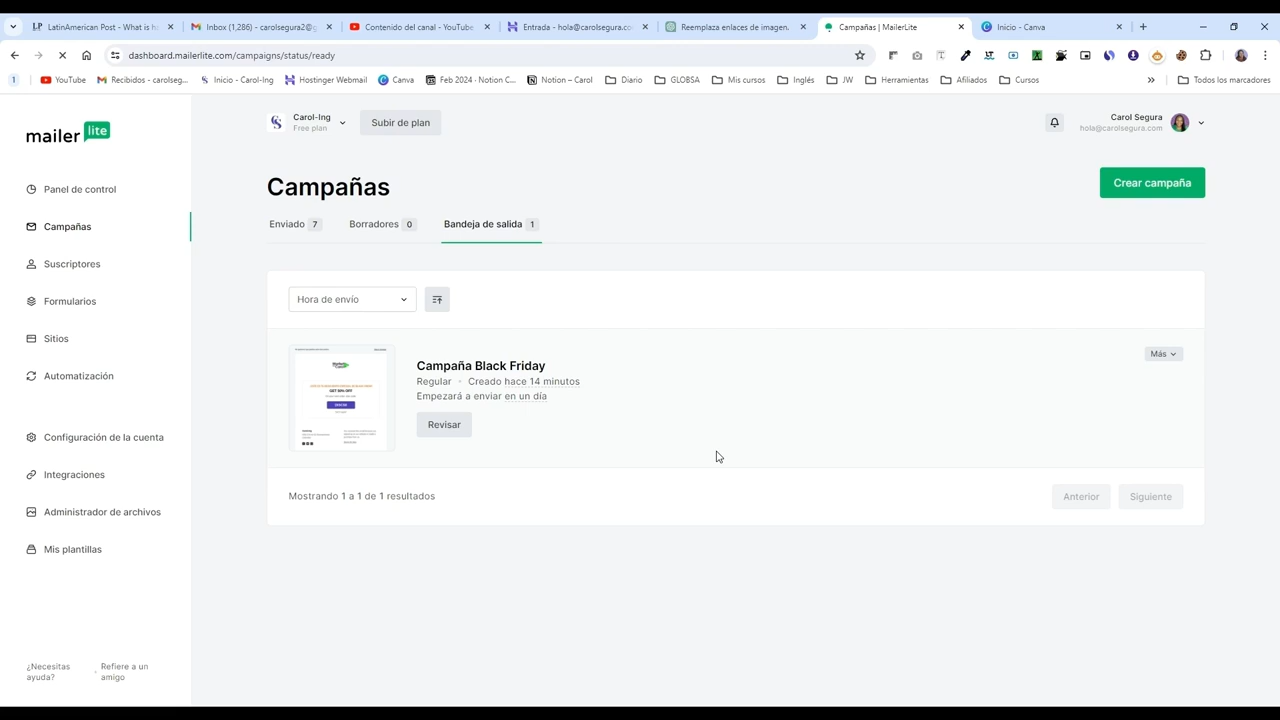 LatinAmerican Post - What is h
Inbox (1,286) - carolsegura2@g
Contenido del canal - YouTube
Entrada - hola@carolsegura.co
Reemplaza enlaces de imagen.
Campañas | MailerLite
Inicio - Canva
dashboard.mailerlite.com/campaigns/status/ready
1
YouTube
Recibidos - carolseg...
Inicio - Carol-Ing
Hostinger Webmail
Canva
Feb 2024 · Notion C...
Notion – Carol
Diario
GLOBSA
Mis cursos
Inglés
JW
Herramientas
Afiliados
Cursos
Todos los marcadores
mailer lite
Carol-Ing
Free plan
Subir de plan
Carol Segura
hola@carolsegura.com
Panel de control
Campañas
Suscriptores
Formularios
Sitios
Automatización
Configuración de la cuenta
Integraciones
Administrador de archivos
Mis plantillas
¿Necesitas
ayuda?
Refiere a un
amigo
Campañas
Crear campaña
Enviado 7
Borradores 0
Bandeja de salida 1
Hora de envío
Campaña Black Friday
Más
Regular · Creado hace 14 minutos
Empezará a enviar en un día
Revisar
GET 50% OFF
Mostrando 1 a 1 de 1 resultados
Anterior
Siguiente